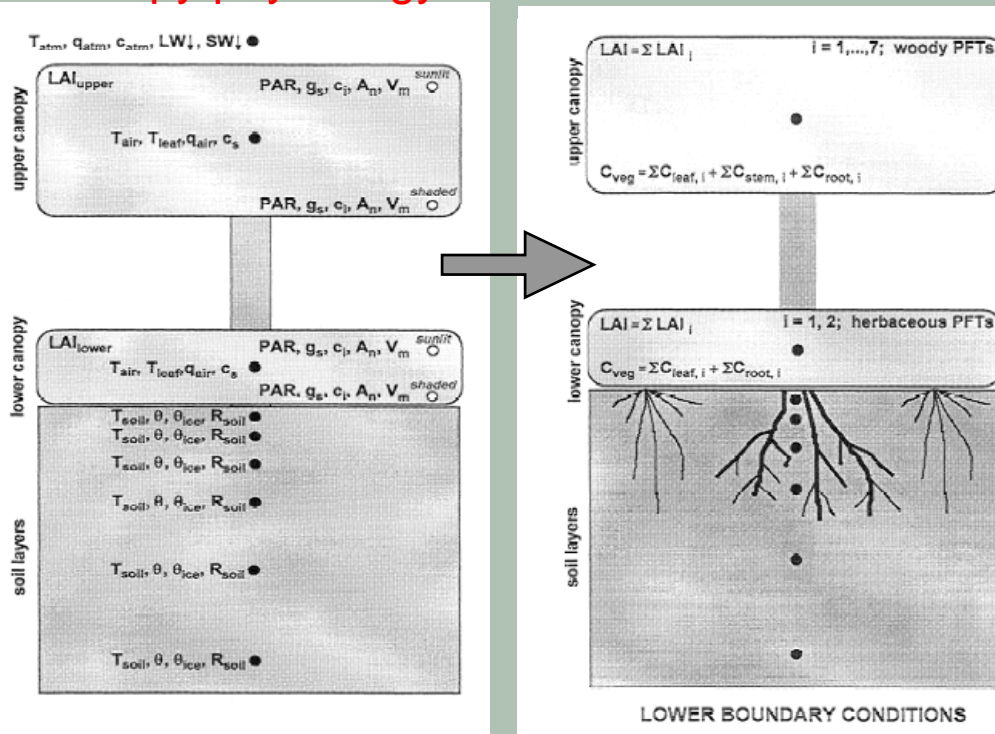 T_atm, q_atm, c_atm, LW↓, SW↓
upper canopy
LAI_upper
PAR, g_s, c_i, A_n, V_m sunlit
T_air, T_leaf, q_air, c_s
PAR, g_s, c_i, A_n, V_m shaded
lower canopy
LAI_lower
PAR, g_s, c_i, A_n, V_m sunlit
T_air, T_leaf, q_air, c_s
PAR, g_s, c_i, A_n, V_m shaded
soil layers
T_soil, θ, θ_ice, R_soil
T_soil, θ, θ_ice, R_soil
T_soil, θ, θ_ice, R_soil
T_soil, θ, θ_ice, R_soil
T_soil, θ, θ_ice, R_soil
T_soil, θ, θ_ice, R_soil
upper canopy
LAI = Σ LAI_i
i = 1,...,7; woody PFTs
C_veg = ΣC_leaf, i + ΣC_stem, i + ΣC_root, i
lower canopy
LAI = Σ LAI_i
i = 1, 2; herbaceous PFTs
C_veg = ΣC_leaf, i + ΣC_root, i
soil layers
LOWER BOUNDARY CONDITIONS